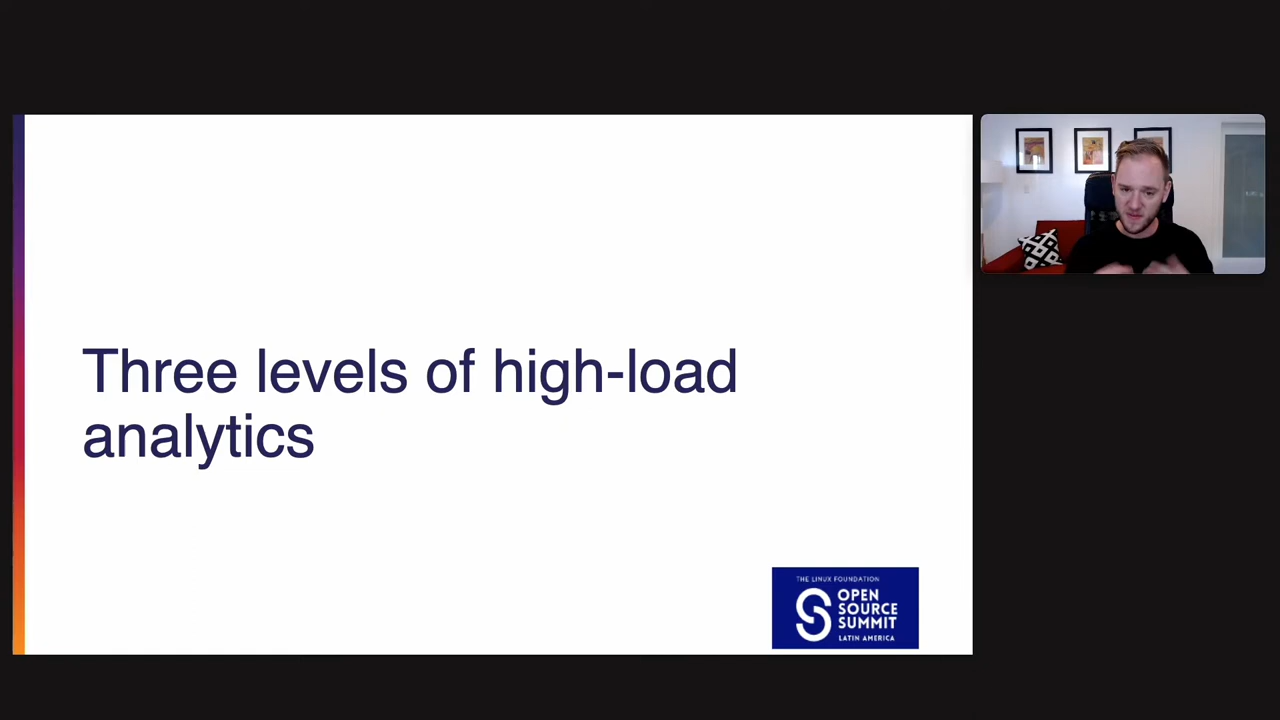 Three levels of high-load
analytics
THE LINUX FOUNDATION
OPEN
SOURCE
SUMMIT
LATIN AMERICA